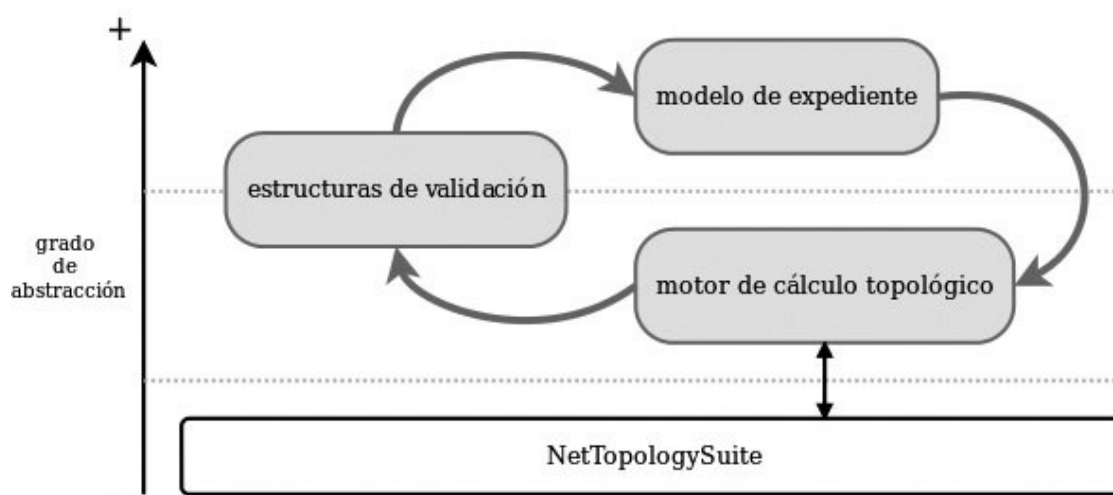 +
modelo de expediente
estructuras de validación
grado
de
abstracción
motor de cálculo topológico
NetTopologySuite